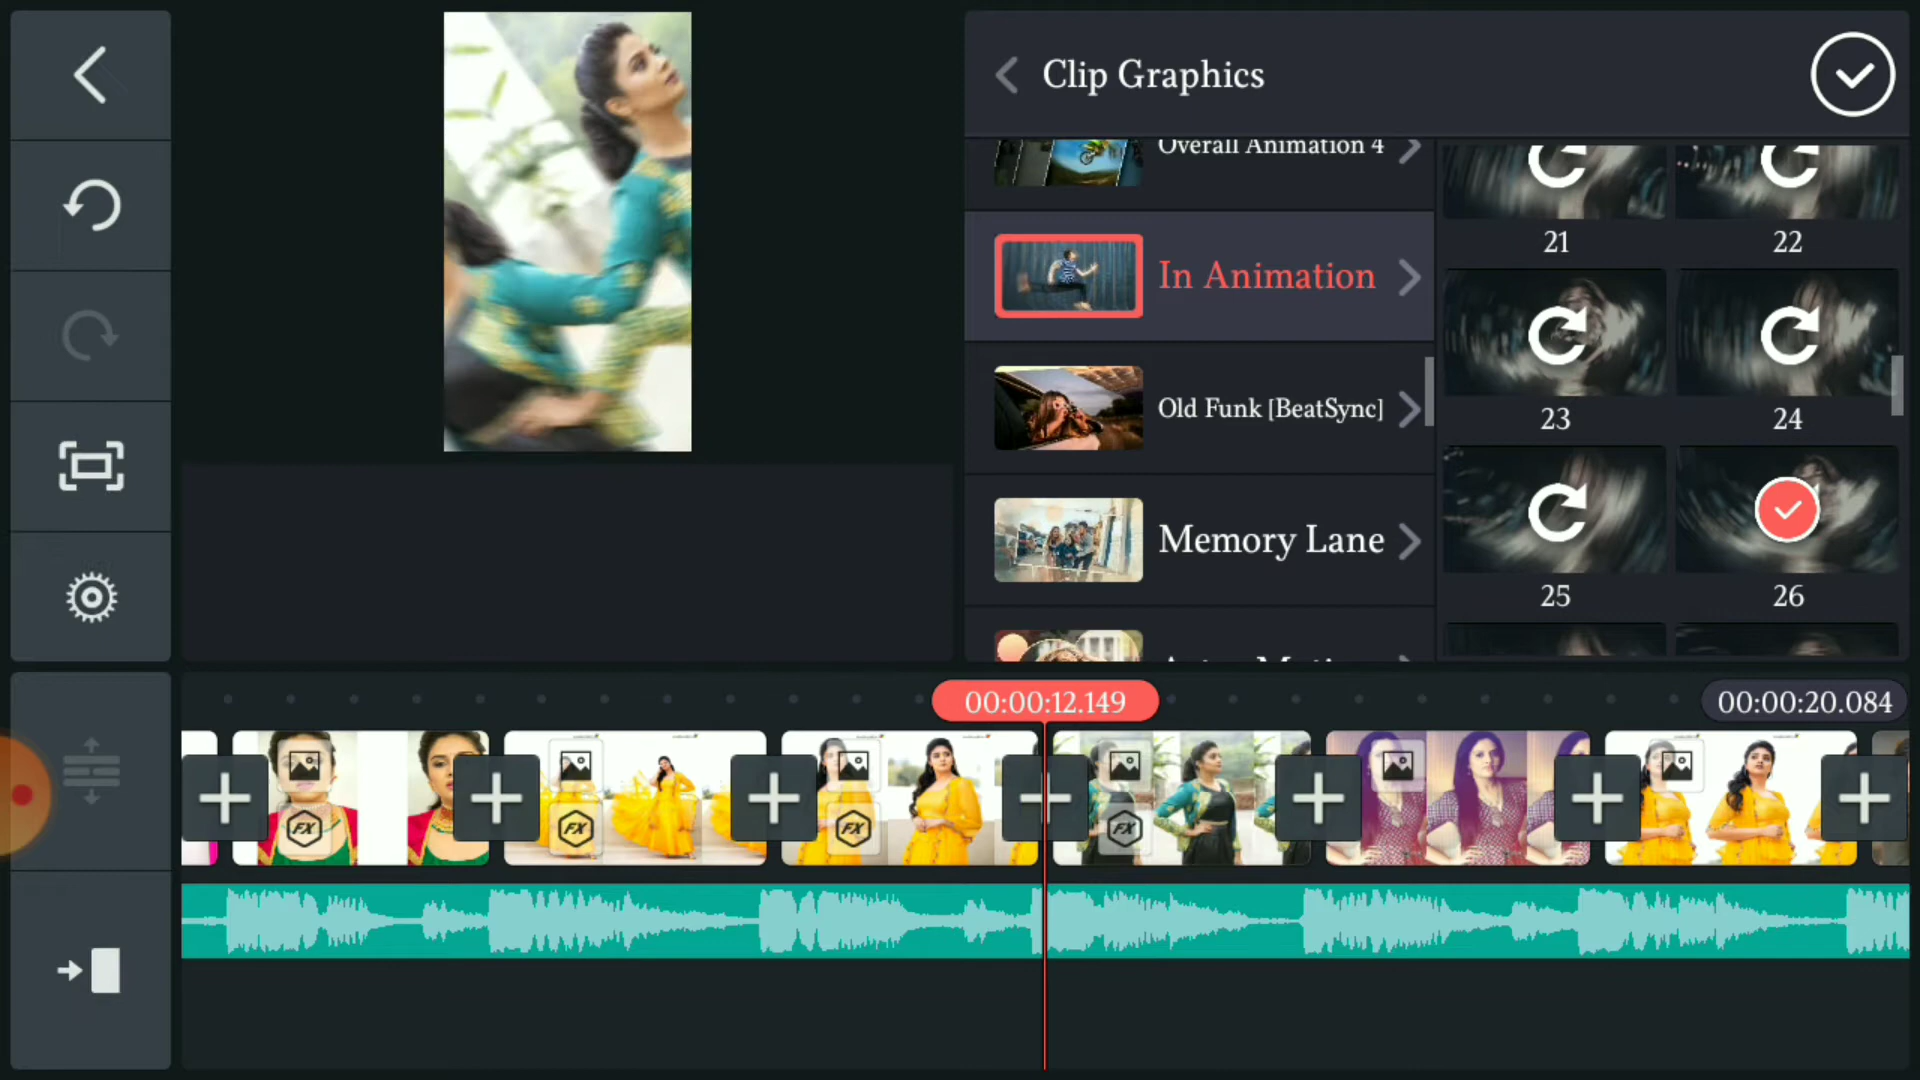 Clip Graphics
Overall Animation 4
In Animation
Old Funk [BeatSync]
Memory Lane
21
22
23
24
25
26
00:00:12.149
00:00:20.084
FX
FX
FX
FX